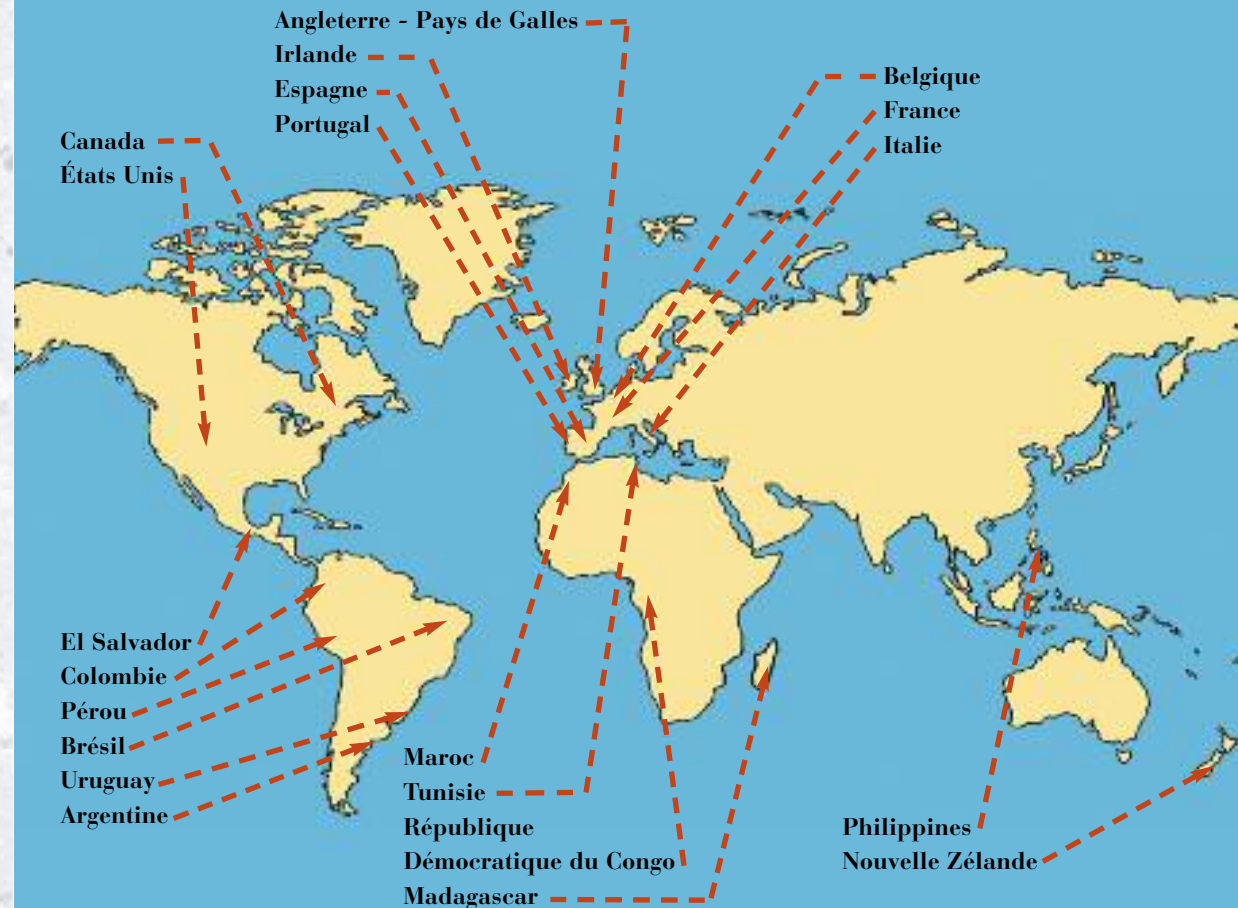 Angleterre - Pays de Galles
Irlande
Espagne
Portugal
Belgique
France
Italie
Canada
États Unis
El Salvador
Colombie
Pérou
Brésil
Uruguay
Argentine
Maroc
Tunisie
République
Démocratique du Congo
Madagascar
Philippines
Nouvelle Zélande